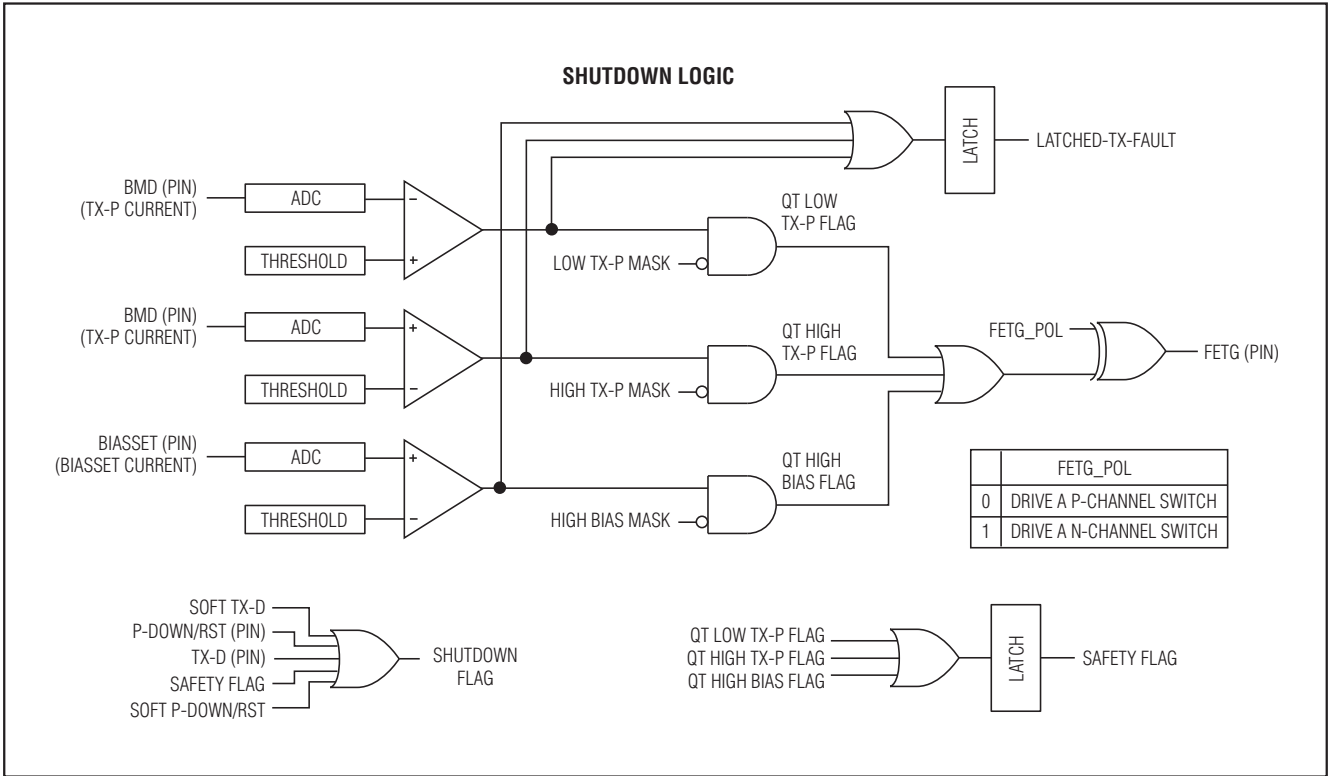 SHUTDOWN LOGIC
LATCH
LATCHED-TX-FAULT
BMD (PIN)
(TX-P CURRENT)
ADC
−
THRESHOLD
+
QT LOW
TX-P FLAG
LOW TX-P MASK
BMD (PIN)
(TX-P CURRENT)
ADC
+
THRESHOLD
−
QT HIGH
TX-P FLAG
HIGH TX-P MASK
FETG_POL
FETG (PIN)
BIASSET (PIN)
(BIASSET CURRENT)
ADC
+
THRESHOLD
−
QT HIGH
BIAS FLAG
HIGH BIAS MASK
FETG_POL
0 DRIVE A P-CHANNEL SWITCH
1 DRIVE A N-CHANNEL SWITCH
SOFT TX-D
P-DOWN/RST (PIN)
TX-D (PIN)
SAFETY FLAG
SOFT P-DOWN/RST
SHUTDOWN
FLAG
QT LOW TX-P FLAG
QT HIGH TX-P FLAG
QT HIGH BIAS FLAG
LATCH
SAFETY FLAG